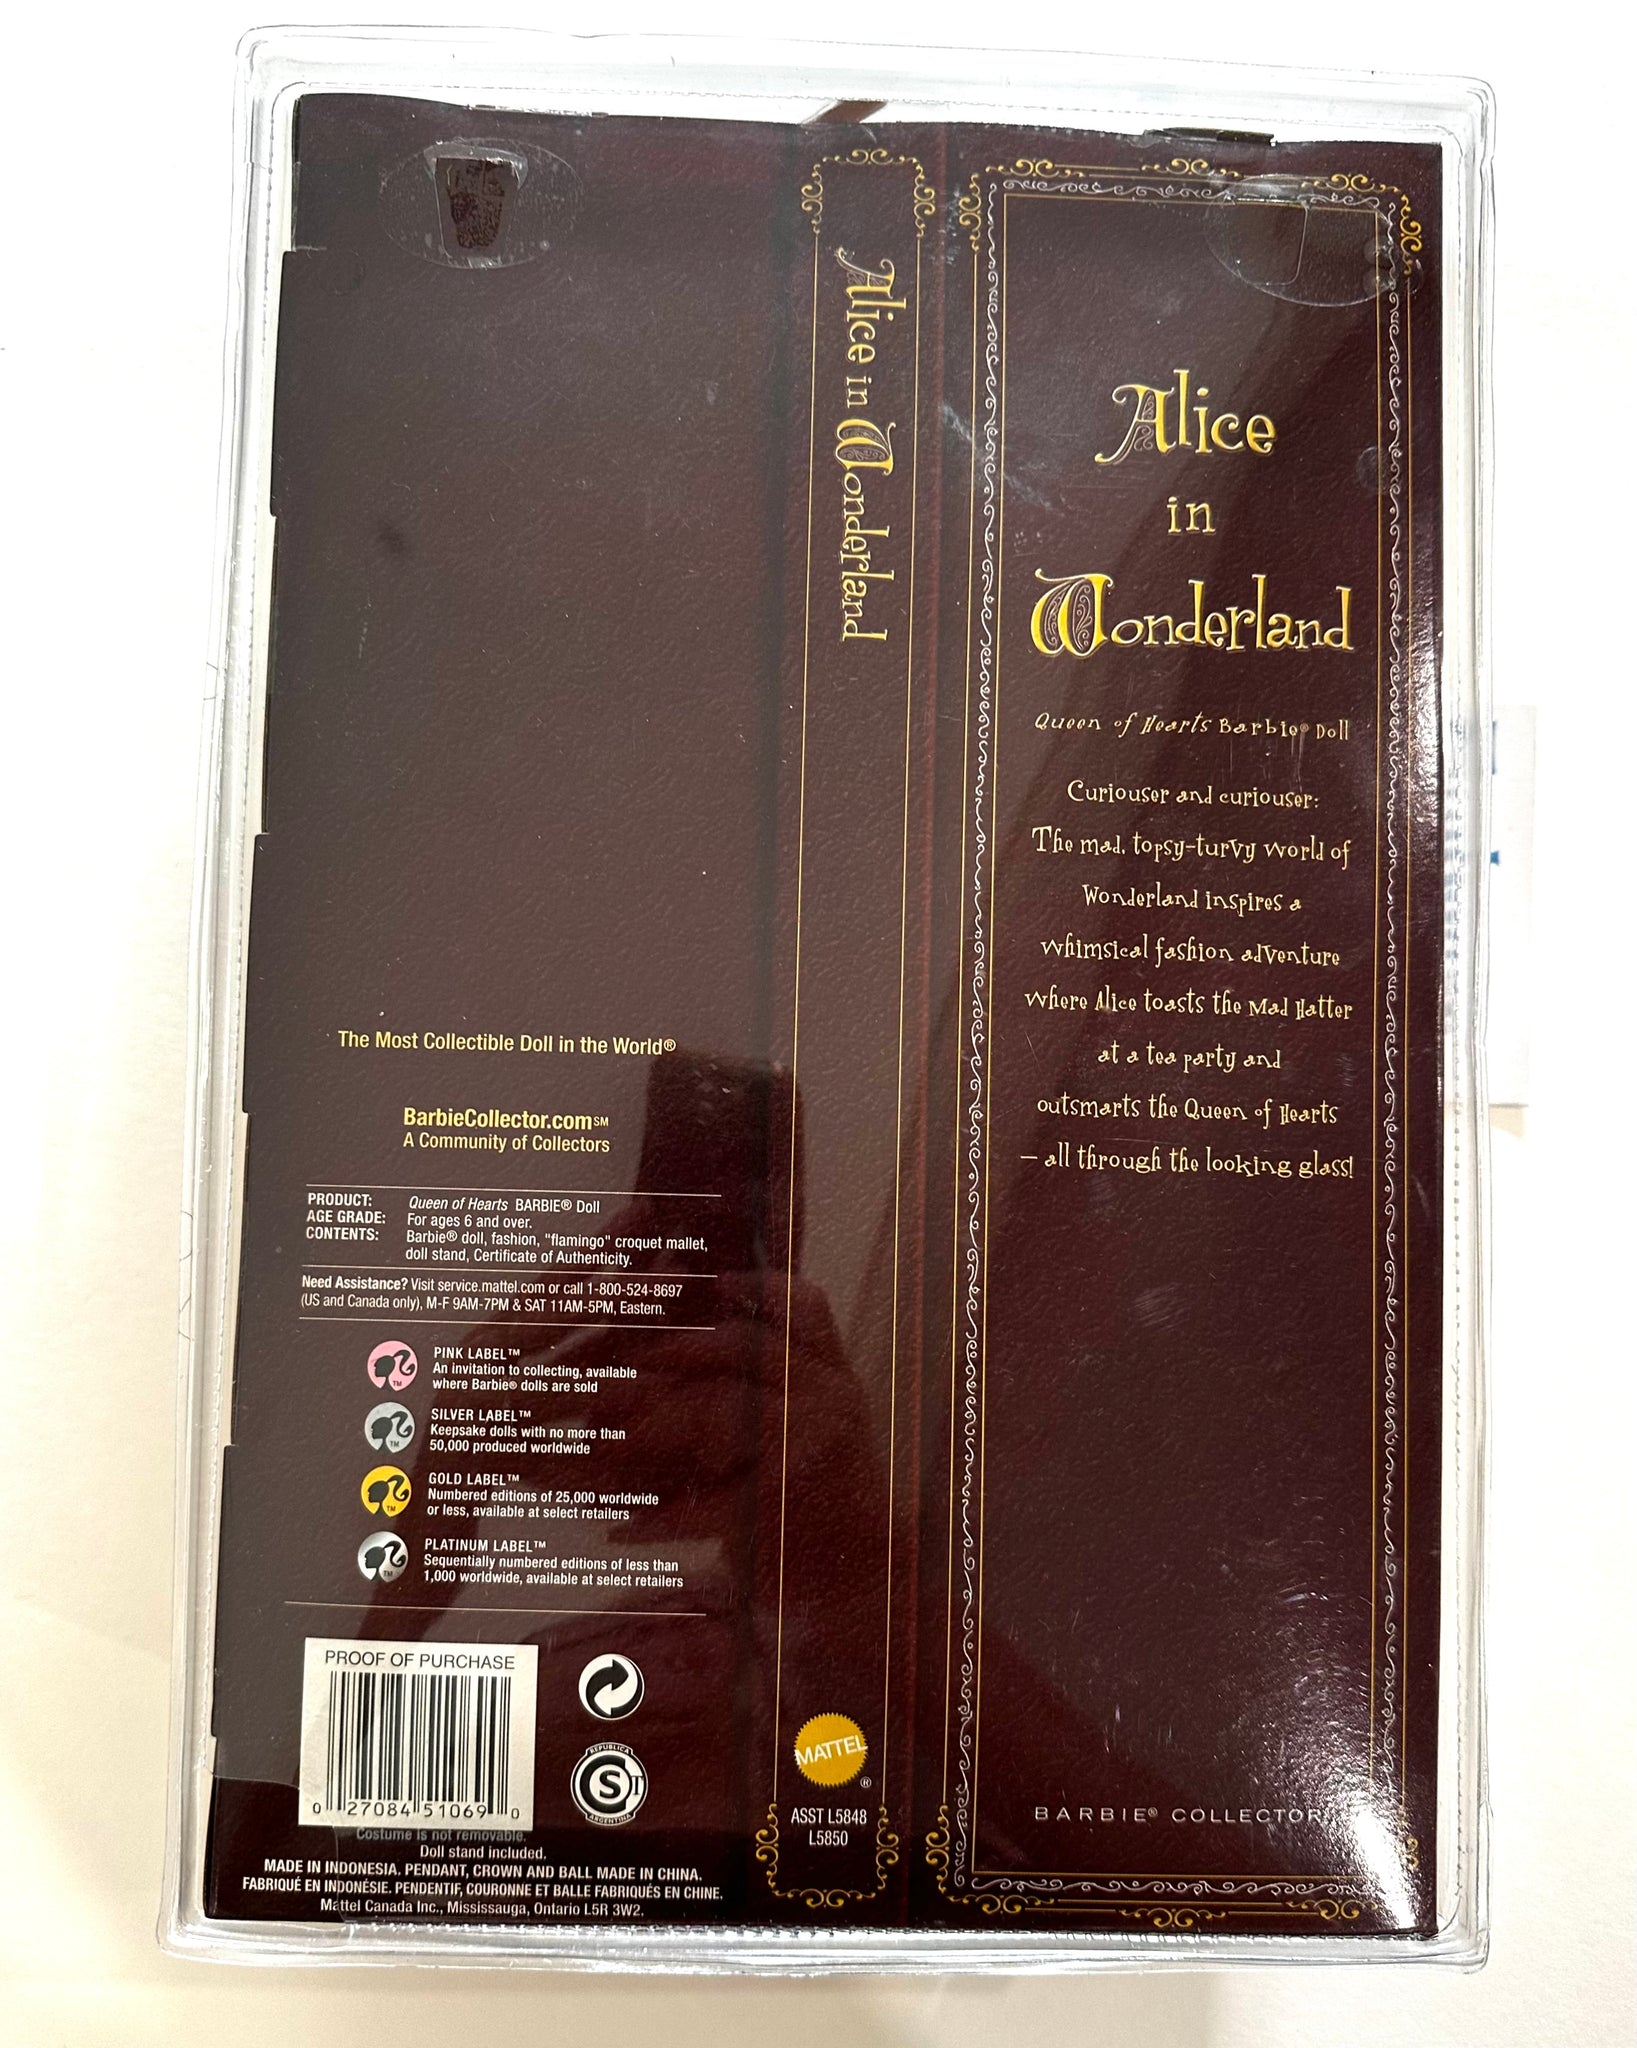 Alice in Wonderland
Alice
in
Wonderland
Queen of Hearts Barbie® Doll
Curiouser and curiouser:
The mad, topsy-turvy world of
Wonderland inspires a
whimsical fashion adventure
where Alice toasts the Mad Hatter
at a tea party and
outsmarts the Queen of Hearts
– all through the looking glass!
BARBIE® COLLECTOR
The Most Collectible Doll in the World®
BarbieCollector.com℠
A Community of Collectors
PRODUCT: Queen of Hearts BARBIE® Doll
AGE GRADE: For ages 6 and over.
CONTENTS: Barbie® doll, fashion, "flamingo" croquet mallet,
doll stand, Certificate of Authenticity.
Need Assistance? Visit service.mattel.com or call 1-800-524-8697
(US and Canada only), M-F 9AM-7PM & SAT 11AM-5PM, Eastern.
PINK LABEL™
An invitation to collecting, available
where Barbie® dolls are sold
TM
SILVER LABEL™
Keepsake dolls with no more than
50,000 produced worldwide
TM
GOLD LABEL™
Numbered editions of 25,000 worldwide
or less, available at select retailers
TM
PLATINUM LABEL™
Sequentially numbered editions of less than
1,000 worldwide, available at select retailers
TM
PROOF OF PURCHASE
0 27084 51069 0
REPUBLICA
S
ARGENTINA
MATTEL
®
ASST L5848
L5850
Costume is not removable.
Doll stand included.
MADE IN INDONESIA. PENDANT, CROWN AND BALL MADE IN CHINA.
FABRIQUÉ EN INDONÉSIE. PENDENTIF, COURONNE ET BALLE FABRIQUÉS EN CHINE.
Mattel Canada Inc., Mississauga, Ontario L5R 3W2.